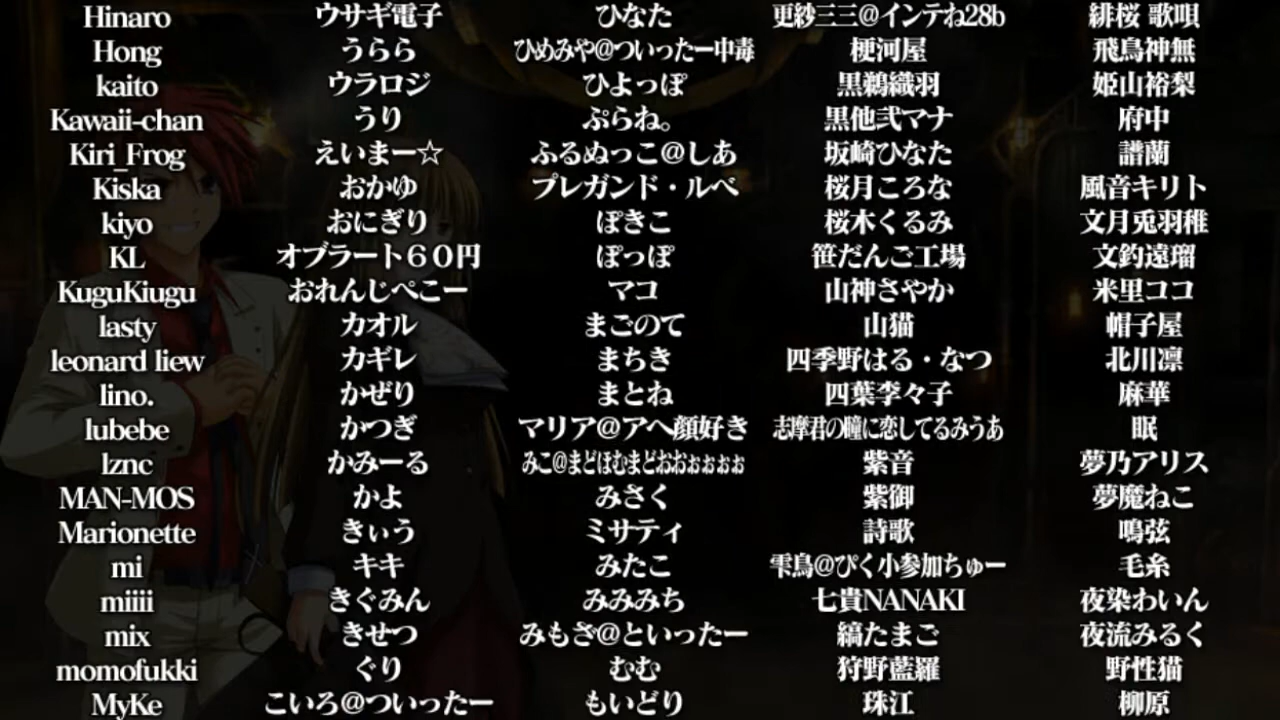 Hinaro ウサギ電子 ひなた 更紗三三@インテね28b 緋桜 歌唄
Hong うらら ひめみや@ついったー中毒 梗河屋 飛鳥神無
kaito ウラロジ ひよっぽ 黒鵜織羽 姫山裕梨
Kawaii-chan うり ぷらね。 黒他弐マナ 府中
Kiri_Frog えいまー☆ ふるぬっこ@しあ 坂崎ひなた 譜蘭
Kiska おかゆ プレガンド・ルベ 桜月ころな 風音キリト
kiyo おにぎり ぽきこ 桜木くるみ 文月兎羽稚
KL オブラート60円 ぽっぽ 笹だんご工場 文釣遠瑠
KuguKiugu おれんじぺこー マコ 山神さやか 米里ココ
lasty カオル まごのて 山猫 帽子屋
leonard liew カギレ まちき 四季野はる・なつ 北川凛
lino. かぜり まとね 四葉李々子 麻華
lubebe かつぎ マリア@アヘ顔好き 志摩君の瞳に恋してるみうあ 眠
lznc かみーる みこ@まどほむまどおおぉぉぉぉ 紫音 夢乃アリス
MAN-MOS かよ みさく 紫御 夢魔ねこ
Marionette きぃう ミサティ 詩歌 鳴弦
mi キキ みたこ 雫鳥@ぴく小参加ちゅー 毛糸
miiii きぐみん みみみち 七貴NANAKI 夜染わいん
mix きせつ みもざ@といったー 縞たまご 夜流みるく
momofukki ぐり むむ 狩野藍羅 野性猫
MyKe こいろ@ついったー もいどり 珠江 柳原